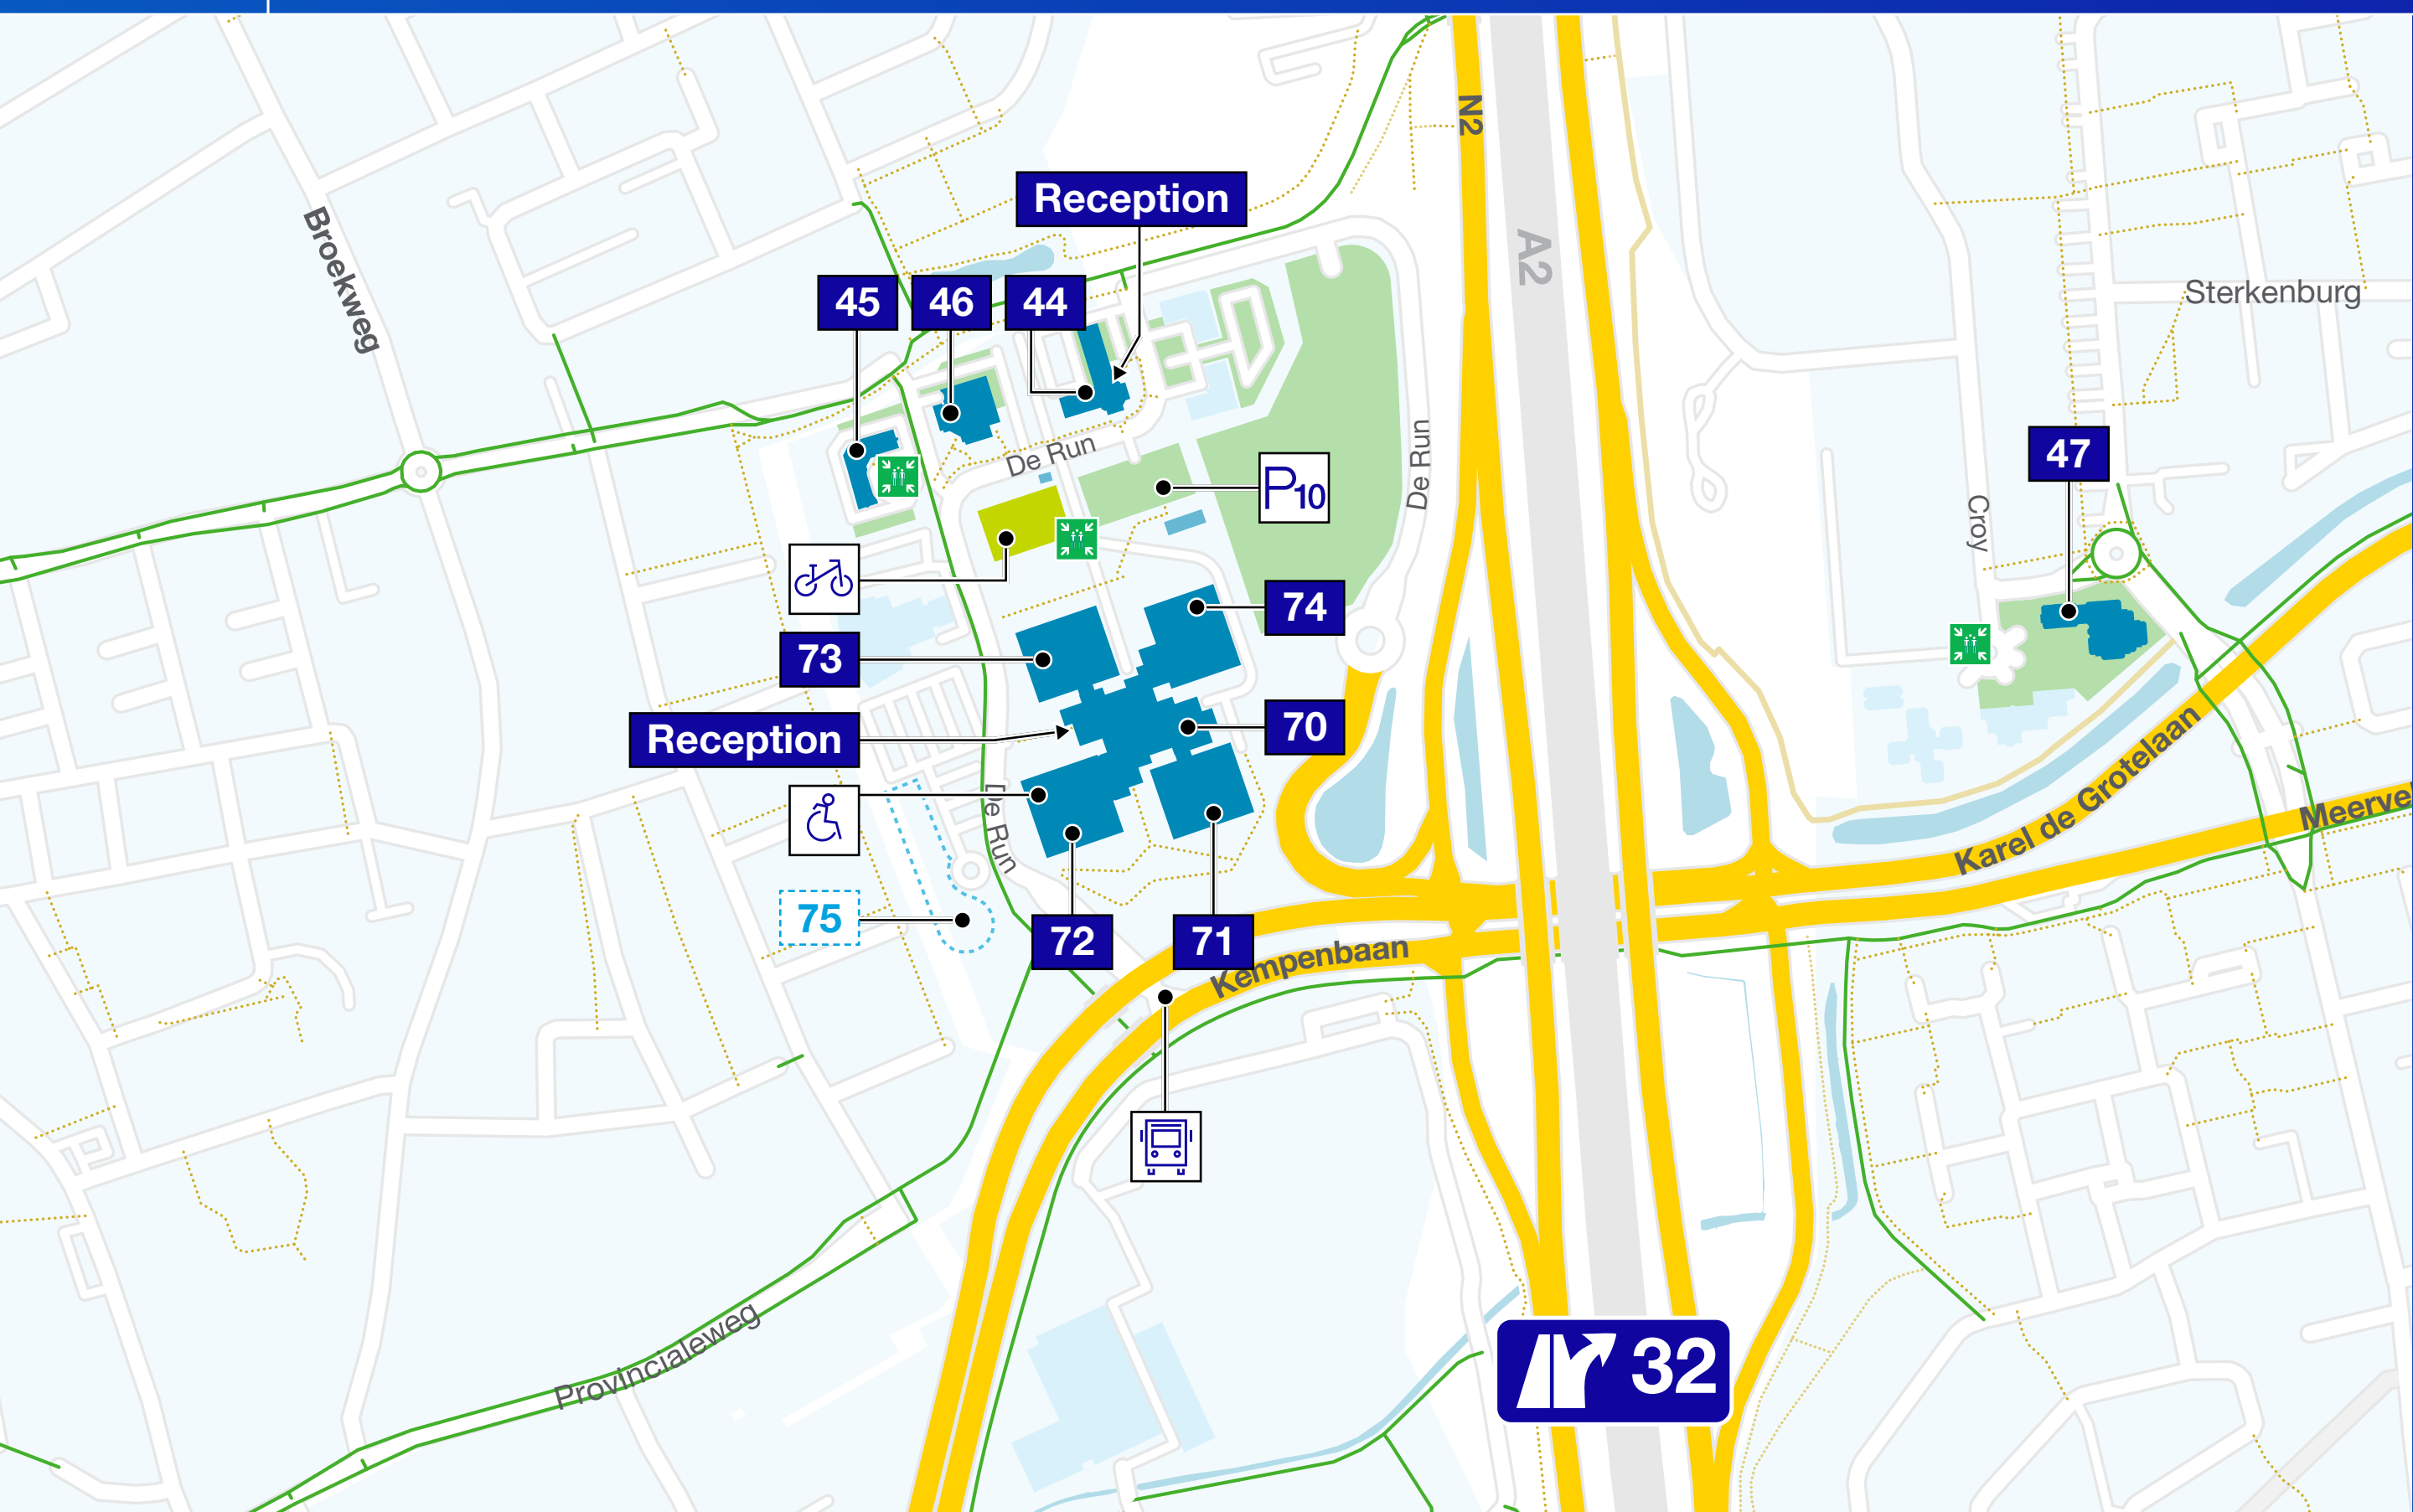 N2
Reception
A2
Broekweg
45
46
44
Sterkenburg
De Run
De Run
47
P10
Croy
74
73
70
Reception
De Run
Karel de Grotelaan
Meervel
75
72
71
Kempenbaan
Provincialeweg
32